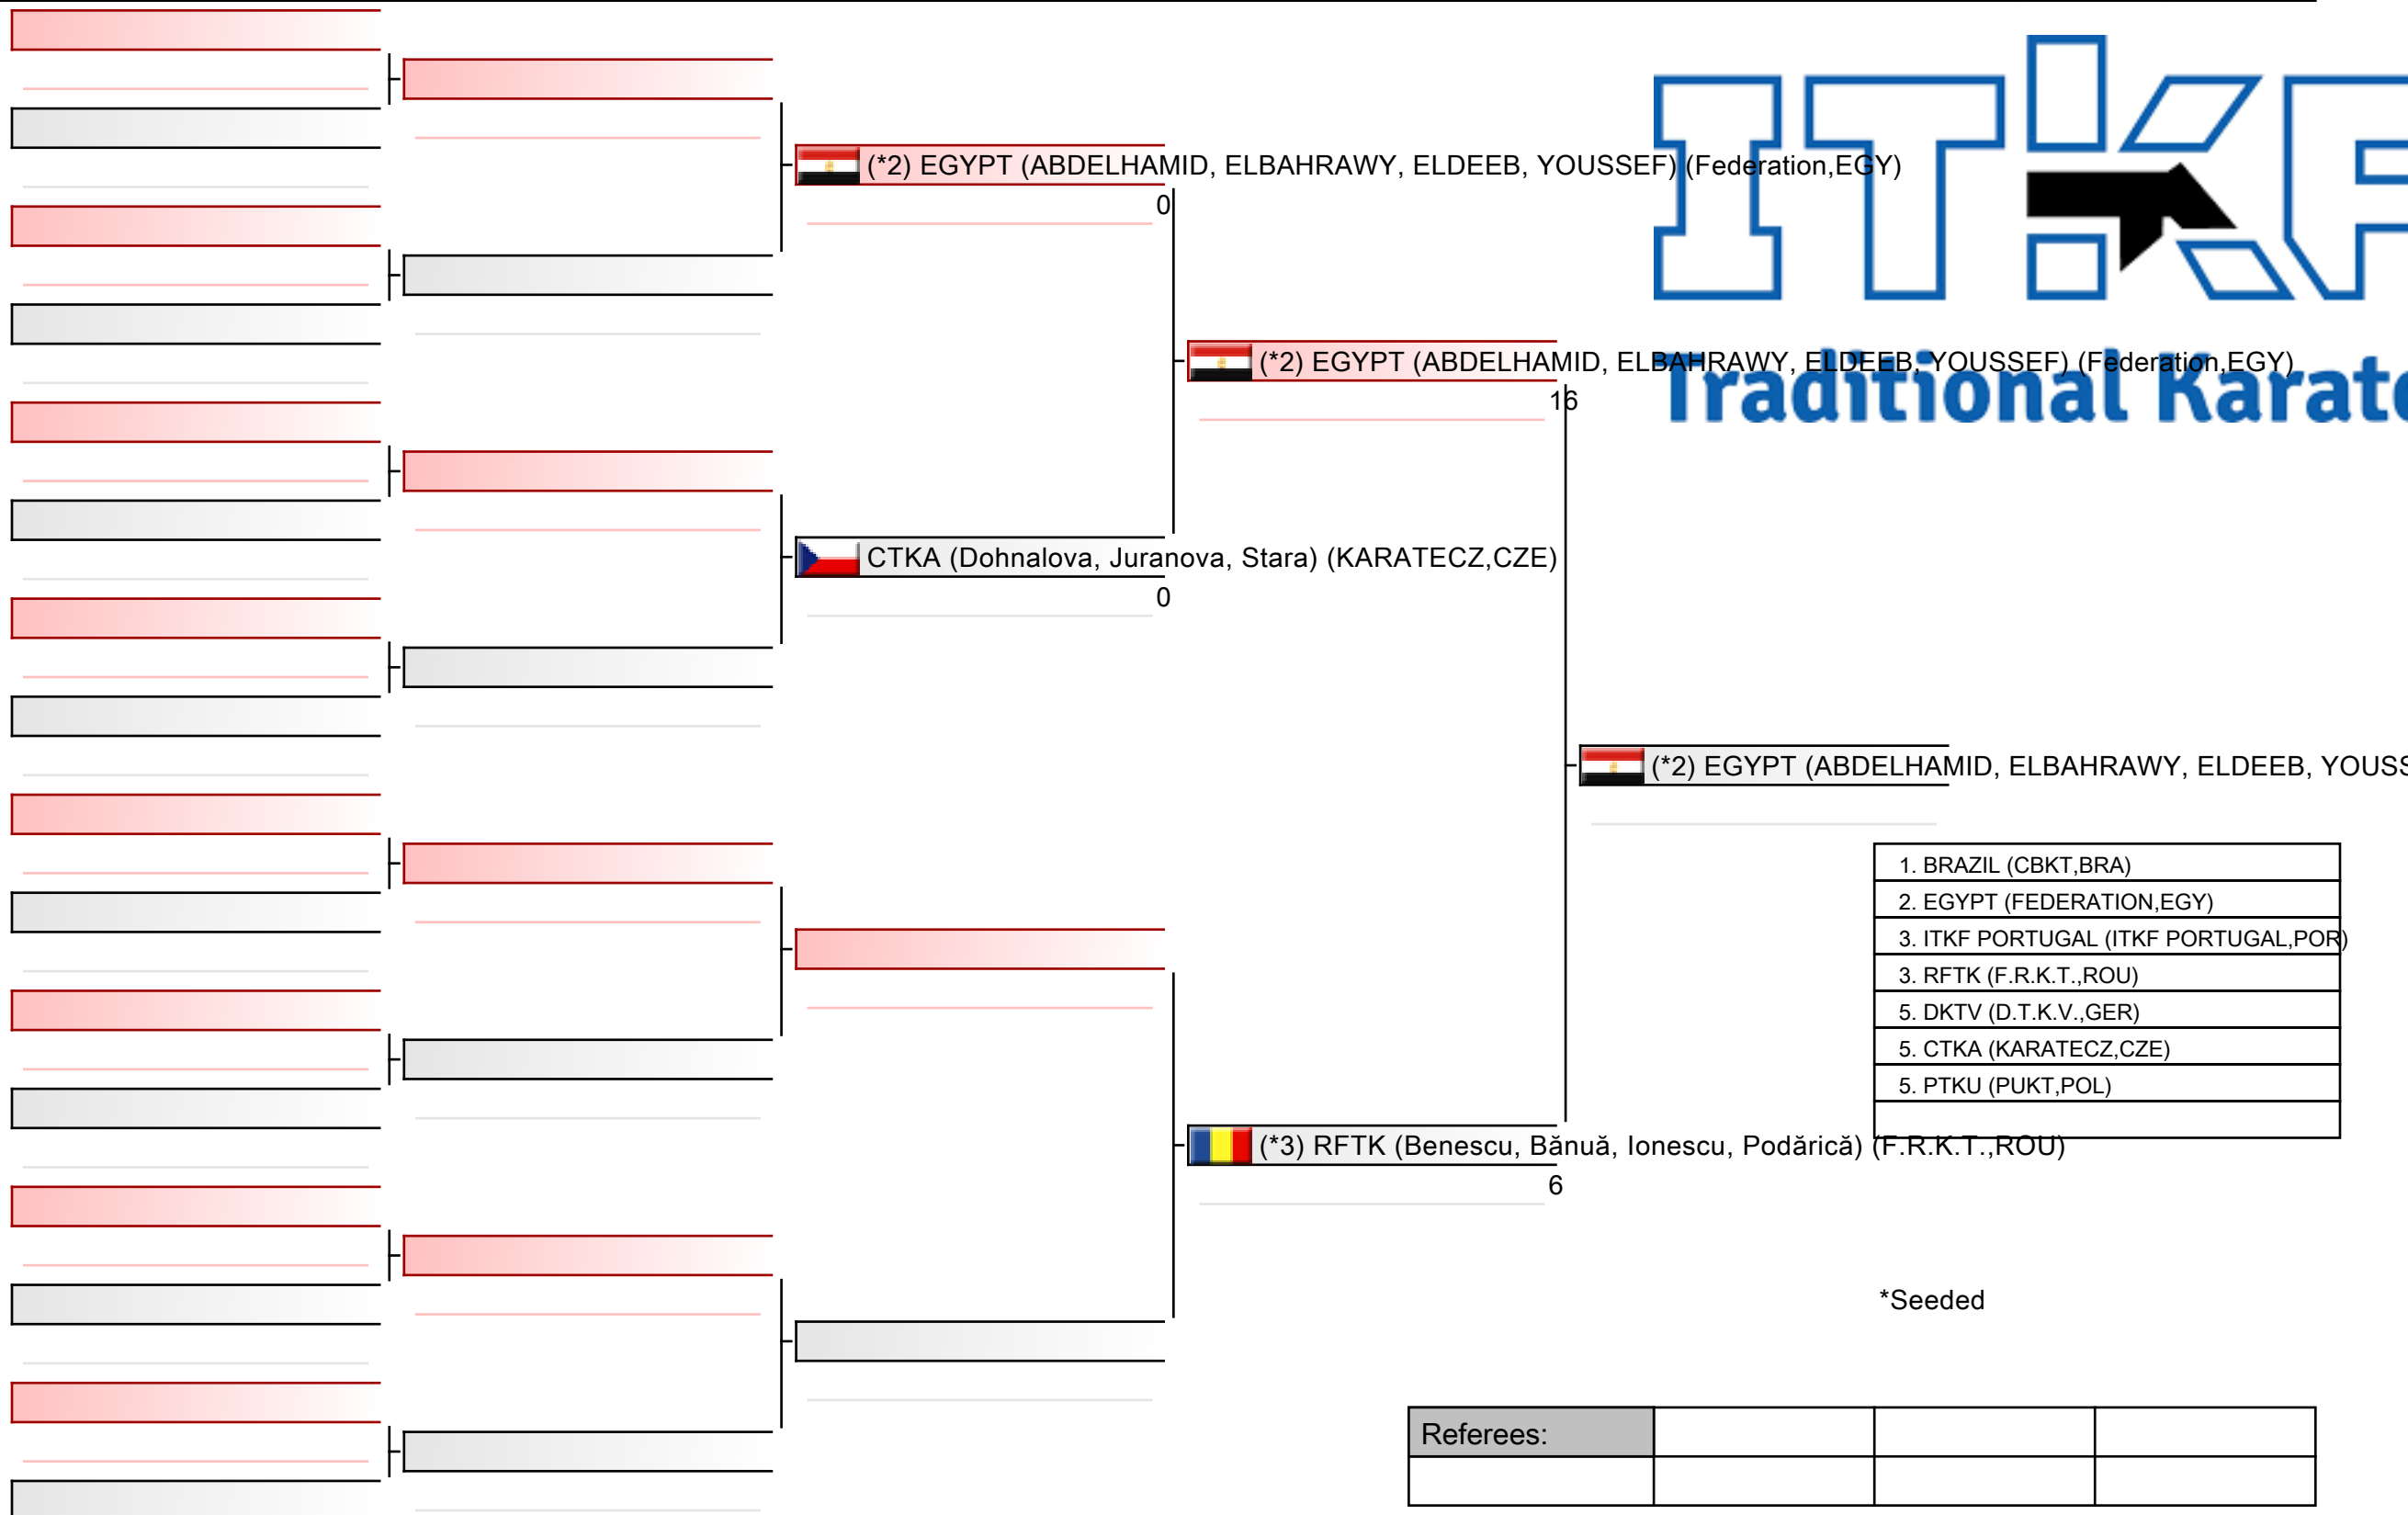 ITKF
Traditional Karate
(*2) EGYPT (ABDELHAMID, ELBAHRAWY, ELDEEB, YOUSSEF) (Federation,EGY)
0
(*2) EGYPT (ABDELHAMID, ELBAHRAWY, ELDEEB, YOUSSEF) (Federation,EGY)
16
CTKA (Dohnalova, Juranova, Stara) (KARATECZ,CZE)
0
(*2) EGYPT (ABDELHAMID, ELBAHRAWY, ELDEEB, YOUSS
1. BRAZIL (CBKT,BRA)
2. EGYPT (FEDERATION,EGY)
3. ITKF PORTUGAL (ITKF PORTUGAL,POR)
3. RFTK (F.R.K.T.,ROU)
5. DKTV (D.T.K.V.,GER)
5. CTKA (KARATECZ,CZE)
5. PTKU (PUKT,POL)
(*3) RFTK (Benescu, Bănuă, Ionescu, Podărică) (F.R.K.T.,ROU)
6
*Seeded
Referees: